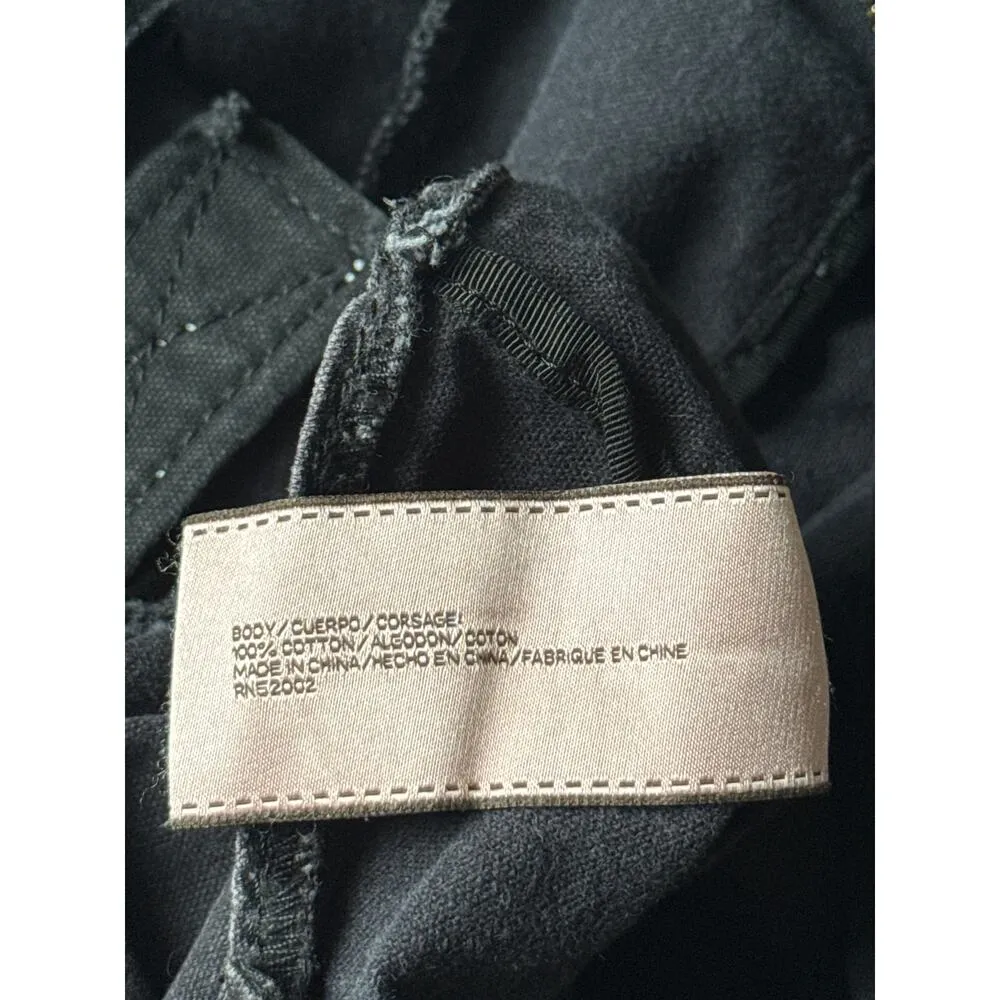 BODY/CUERPO/CORSAGE:
100% COTTON/ALGODON/COTON
MADE IN CHINA/HECHO EN CHINA/FABRIQUE EN CHINE
RN52002